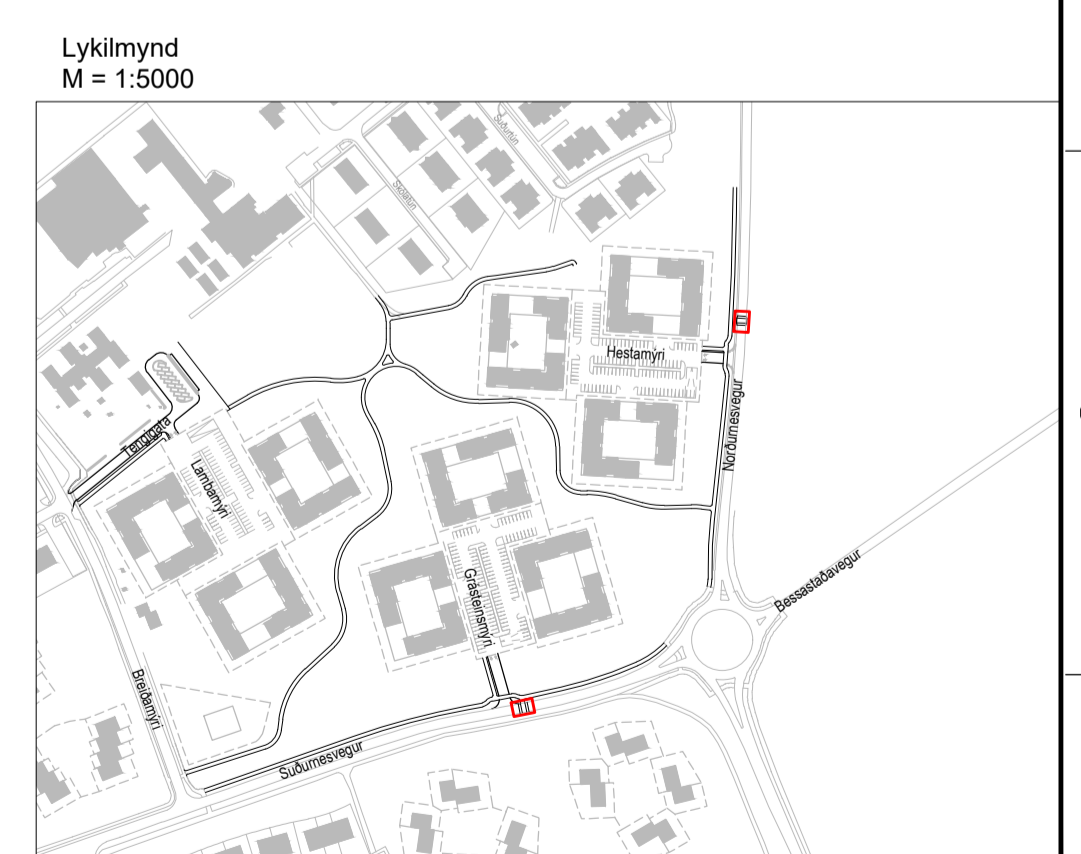 Lykilmynd
M = 1:5000
Suðurtún
Skólatún
Hestamýri
Norðurnesvegur
Tengigata
Lambamýri
Grásteinsmýri
Bessastaðavegur
Breiðamýri
Suðurnesvegur